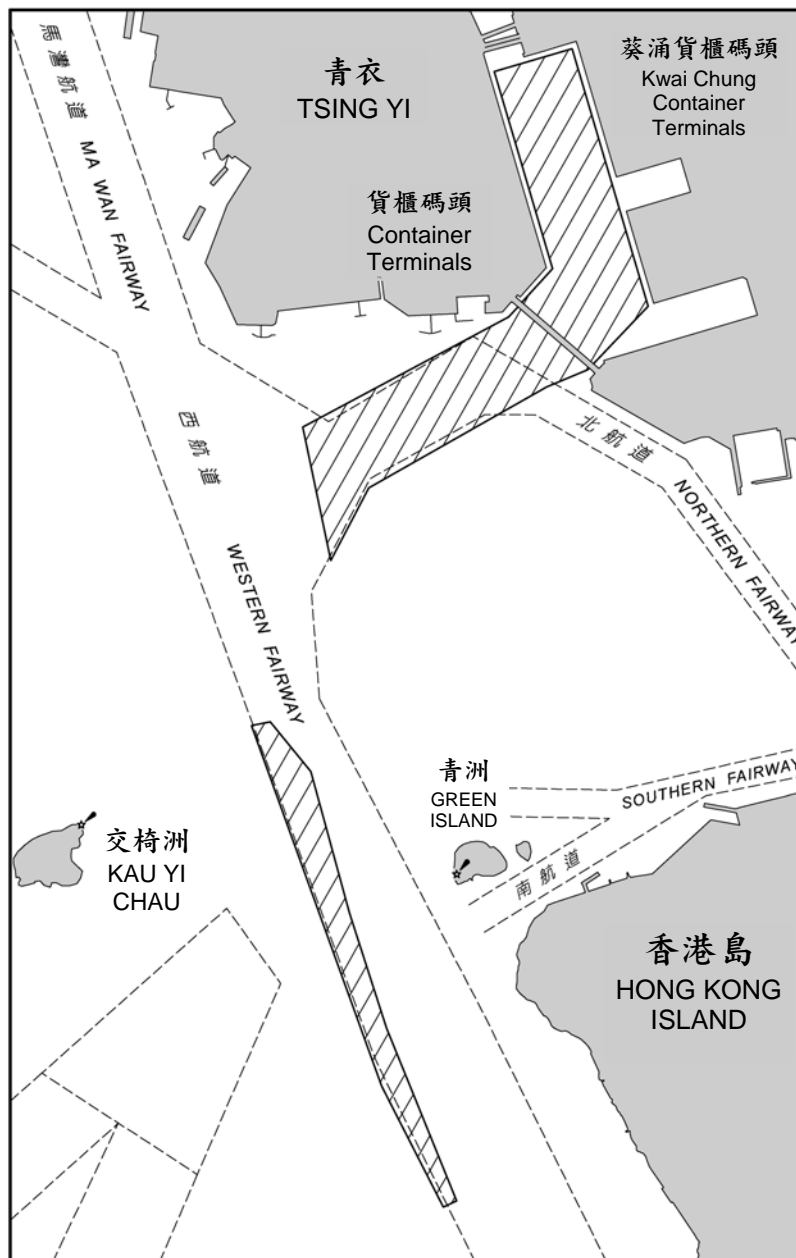 馬灣航道 MA WAN FAIRWAY
青衣
TSING YI
葵涌貨櫃碼頭
Kwai Chung
Container
Terminals
貨櫃碼頭
Container
Terminals
西航道 WESTERN FAIRWAY
北航道 NORTHERN FAIRWAY
青洲
GREEN
ISLAND
SOUTHERN FAIRWAY
南航道
交椅洲
KAU YI
CHAU
香港島
HONG KONG
ISLAND